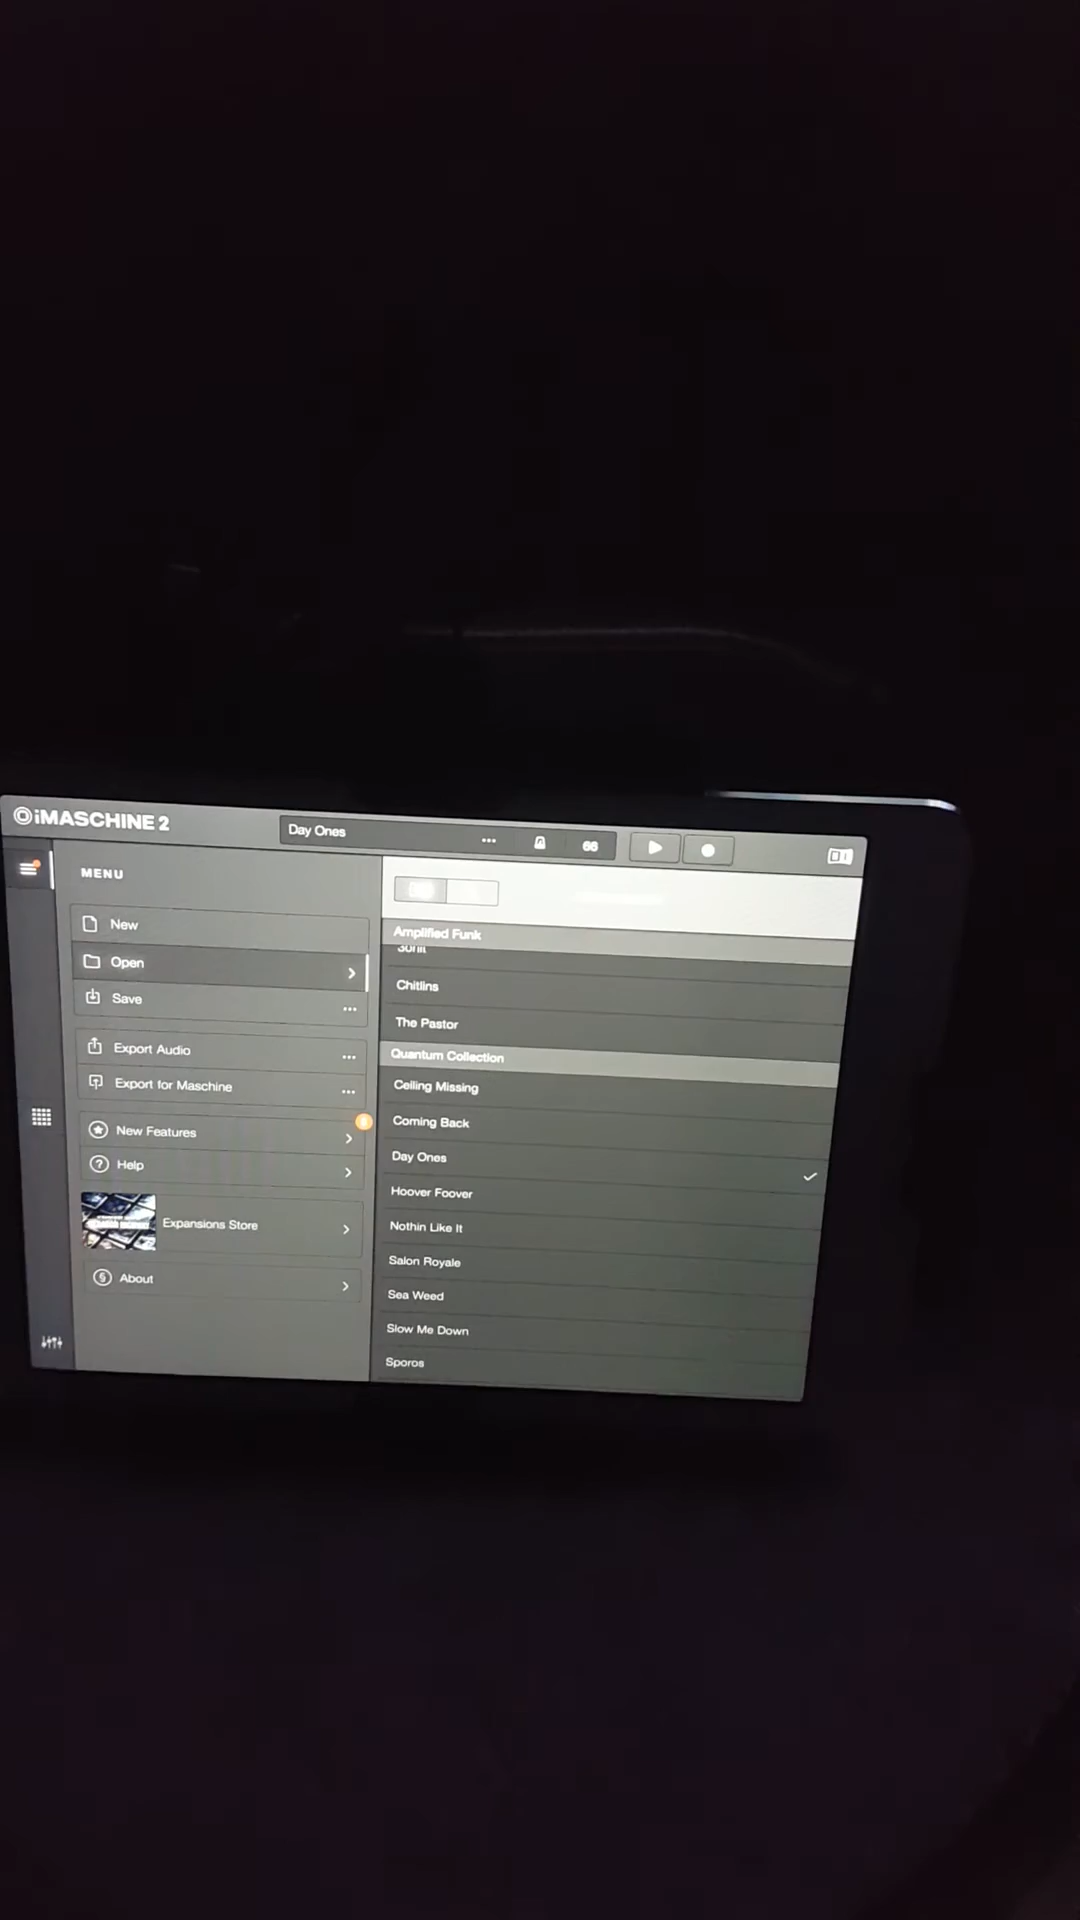 iMASCHINE 2
Day Ones
66
MENU
New
Open
Save
Export Audio
Export for Maschine
New Features
Help
Expansions Store
About
Amplified Funk
Chitlins
The Pastor
Quantum Collection
Ceiling Missing
Coming Back
Day Ones
Hoover Foover
Nothin Like It
Salon Royale
Sea Weed
Slow Me Down
Sporos